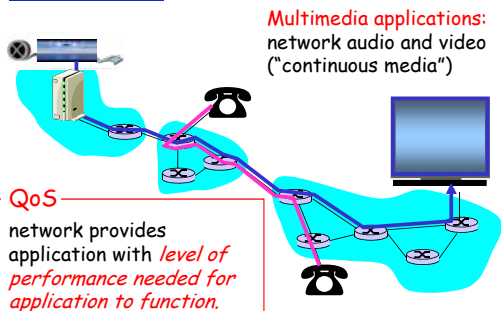 Multimedia applications:
network audio and video
(“continuous media”)
QoS
network provides
application with level of
performance needed for
application to function.